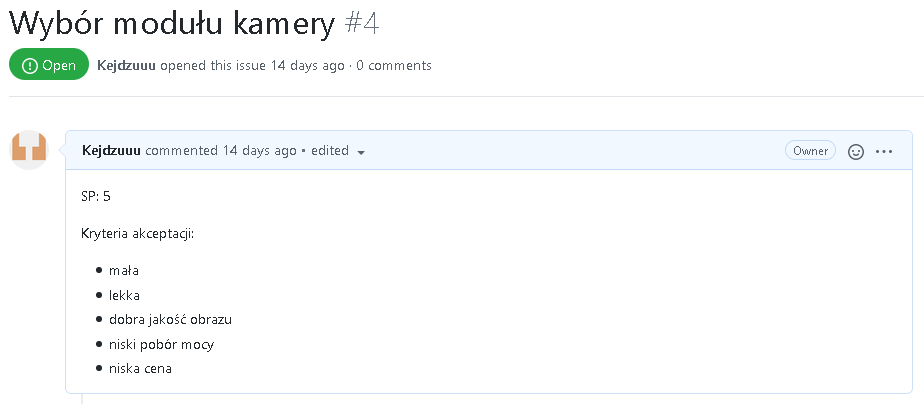 Wybór modułu kamery #4
Open Kejdzuuu opened this issue 14 days ago · 0 comments
Kejdzuuu commented 14 days ago • edited Owner
SP: 5
Kryteria akceptacji:
• mała
• lekka
• dobra jakość obrazu
• niski pobór mocy
• niska cena